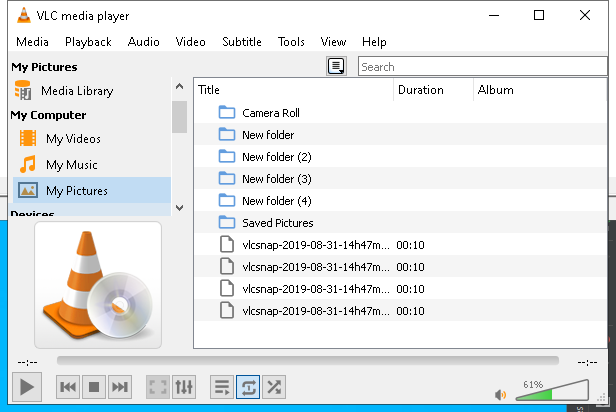 VLC media player
Media Playback Audio Video Subtitle Tools View Help
My Pictures
Search
Media Library
My Computer
My Videos
My Music
My Pictures
Devices
Title Duration Album
Camera Roll
New folder
New folder (2)
New folder (3)
New folder (4)
Saved Pictures
vlcsnap-2019-08-31-14h47m... 00:10
vlcsnap-2019-08-31-14h47m... 00:10
vlcsnap-2019-08-31-14h47m... 00:10
vlcsnap-2019-08-31-14h47m... 00:10
--:-- --:--
61%